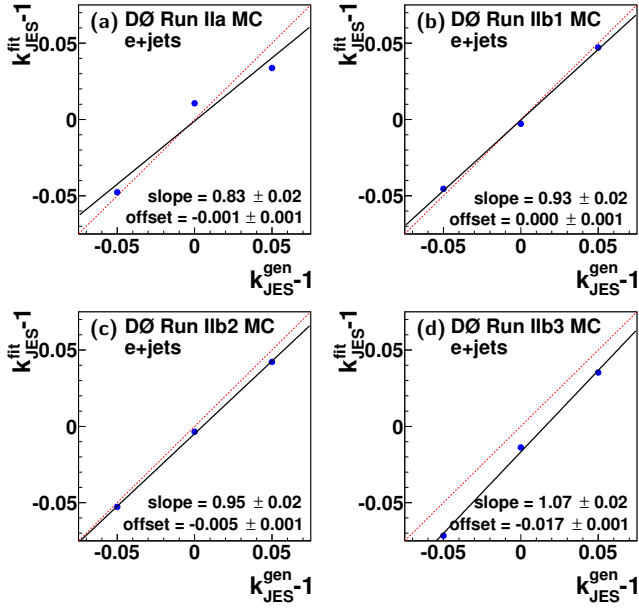 (a) DØ Run IIa MC
e+jets
k^fit_JES-1
0.05
0
-0.05
slope = 0.83 ± 0.02
offset = -0.001 ± 0.001
-0.05 0 0.05
k^gen_JES-1
(b) DØ Run IIb1 MC
e+jets
k^fit_JES-1
0.05
0
-0.05
slope = 0.93 ± 0.02
offset = 0.000 ± 0.001
-0.05 0 0.05
k^gen_JES-1
(c) DØ Run IIb2 MC
e+jets
k^fit_JES-1
0.05
0
-0.05
slope = 0.95 ± 0.02
offset = -0.005 ± 0.001
-0.05 0 0.05
k^gen_JES-1
(d) DØ Run IIb3 MC
e+jets
k^fit_JES-1
0.05
0
-0.05
slope = 1.07 ± 0.02
offset = -0.017 ± 0.001
-0.05 0 0.05
k^gen_JES-1